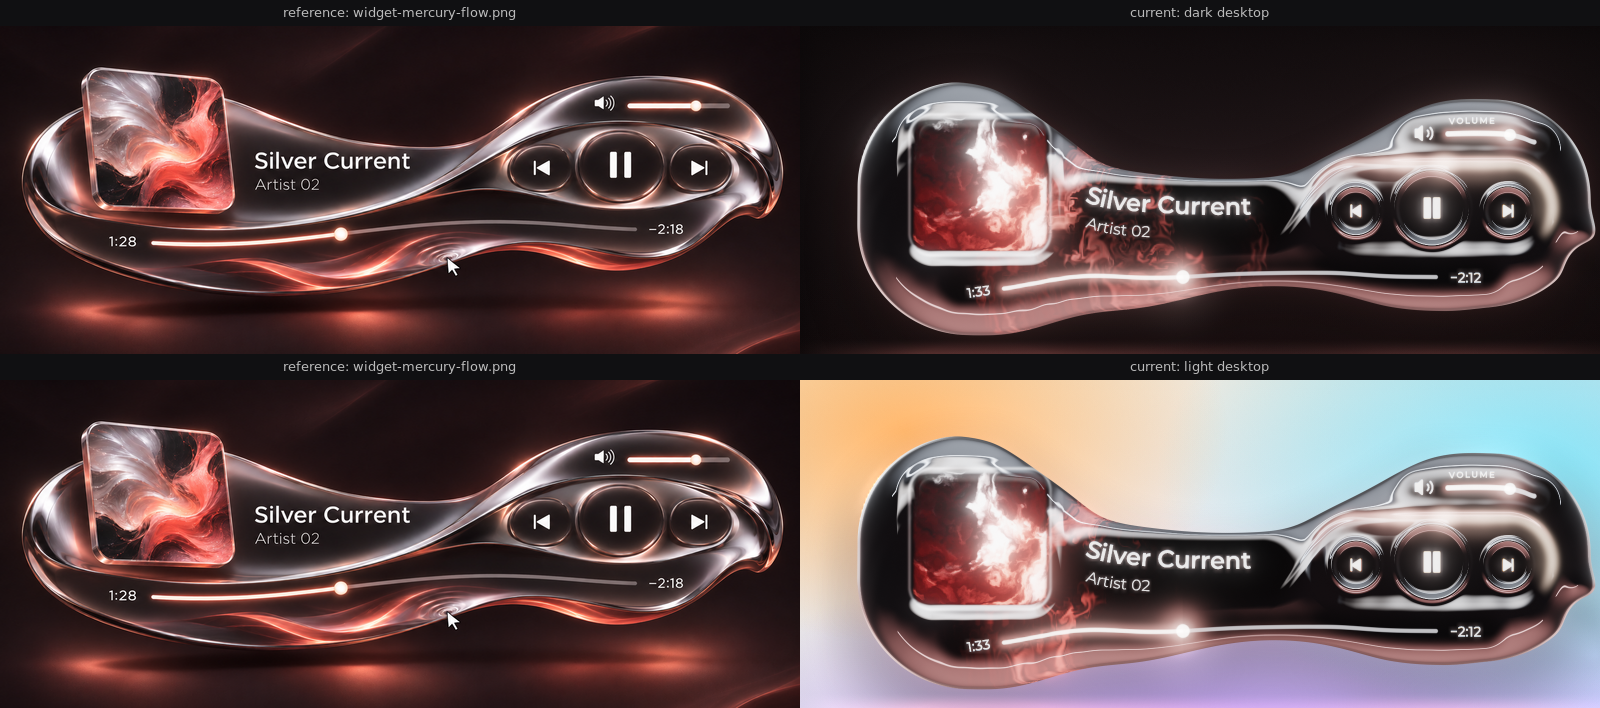 reference: widget-mercury-flow.png
current: dark desktop
Silver Current
Artist 02
1:28
−2:18
VOLUME
Silver Current
Artist 02
1:33
−2:12
reference: widget-mercury-flow.png
current: light desktop
Silver Current
Artist 02
1:28
−2:18
VOLUME
Silver Current
Artist 02
1:33
−2:12